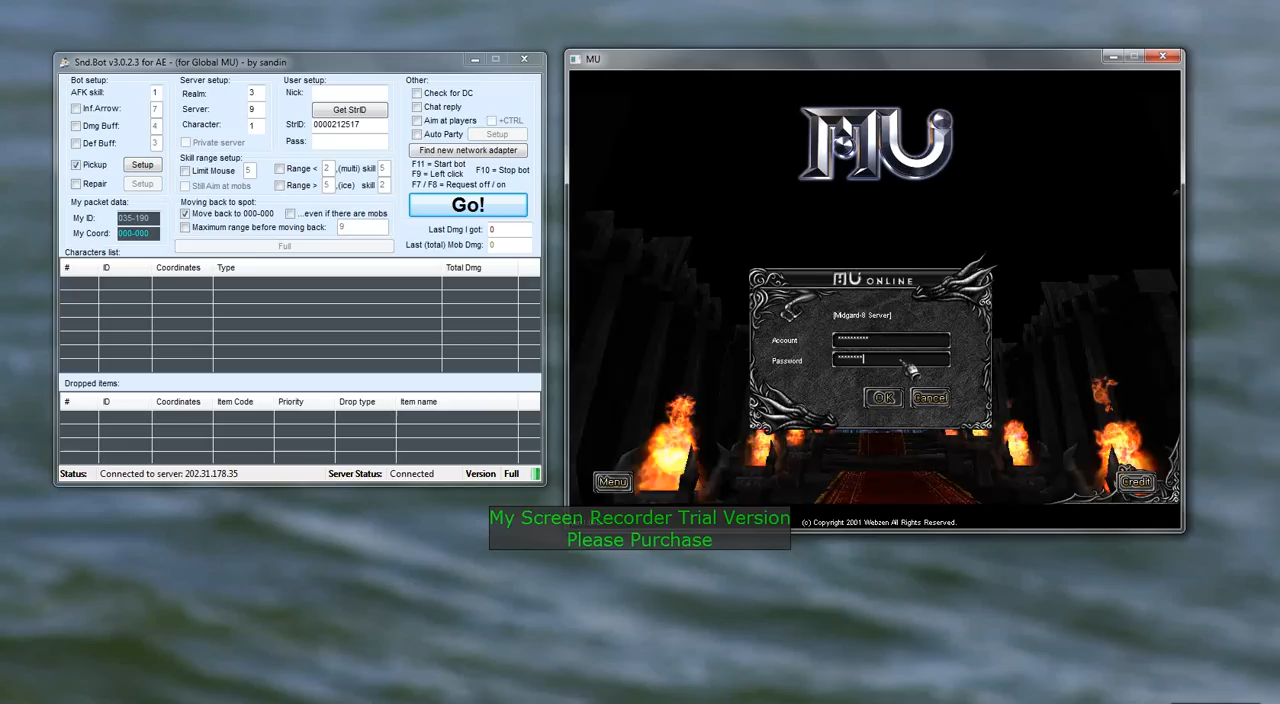 Snd.Bot v3.0.2.3 for AE - (for Global MU) - by sandin
Bot setup:
AFK skill: 1
Inf.Arrow: 7
Dmg Buff: 4
Def Buff: 3
Pickup Setup
Repair Setup
My packet data:
My ID: 035-190
My Coord: 000-000
Server setup:
Realm: 3
Server: 9
Character: 1
Private server
Skill range setup:
Limit Mouse 5
Still Aim at mobs
Range < 2 ,(multi) skill 5
Range > 5 ,(ice) skill 2
Moving back to spot:
Move back to 000-000 ...even if there are mobs
Maximum range before moving back: 9
Full
User setup:
Nick:
Get StrID
StrID: 0000212517
Pass:
Other:
Check for DC
Chat reply
Aim at players +CTRL
Auto Party Setup
Find new network adapter
F11 = Start bot
F9 = Left click F10 = Stop bot
F7 / F8 = Request off / on
Go!
Last Dmg I got: 0
Last (total) Mob Dmg: 0
Characters list:
# ID Coordinates Type Total Dmg
Dropped items:
# ID Coordinates Item Code Priority Drop type Item name
Status: Connected to server: 202.31.178.35 Server Status: Connected Version Full
MU
MU
MU ONLINE
[Midgard-8 Server]
Account **********
Password ********
OK Cancel
Menu Credit
(c) Copyright 2001 Webzen All Rights Reserved.
My Screen Recorder Trial Version
Please Purchase